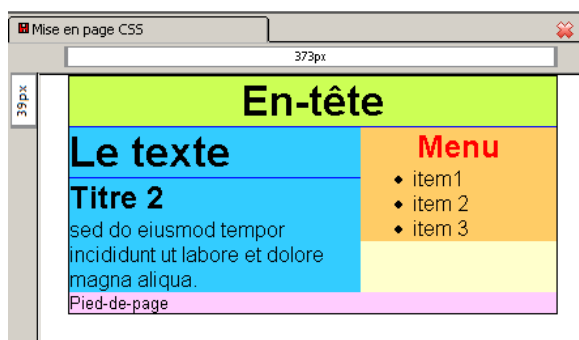 Mise en page CSS
373px
39px
En-tête
Le texte
Titre 2
sed do eiusmod tempor
incididunt ut labore et dolore
magna aliqua.
Menu
item1
item 2
item 3
Pied-de-page